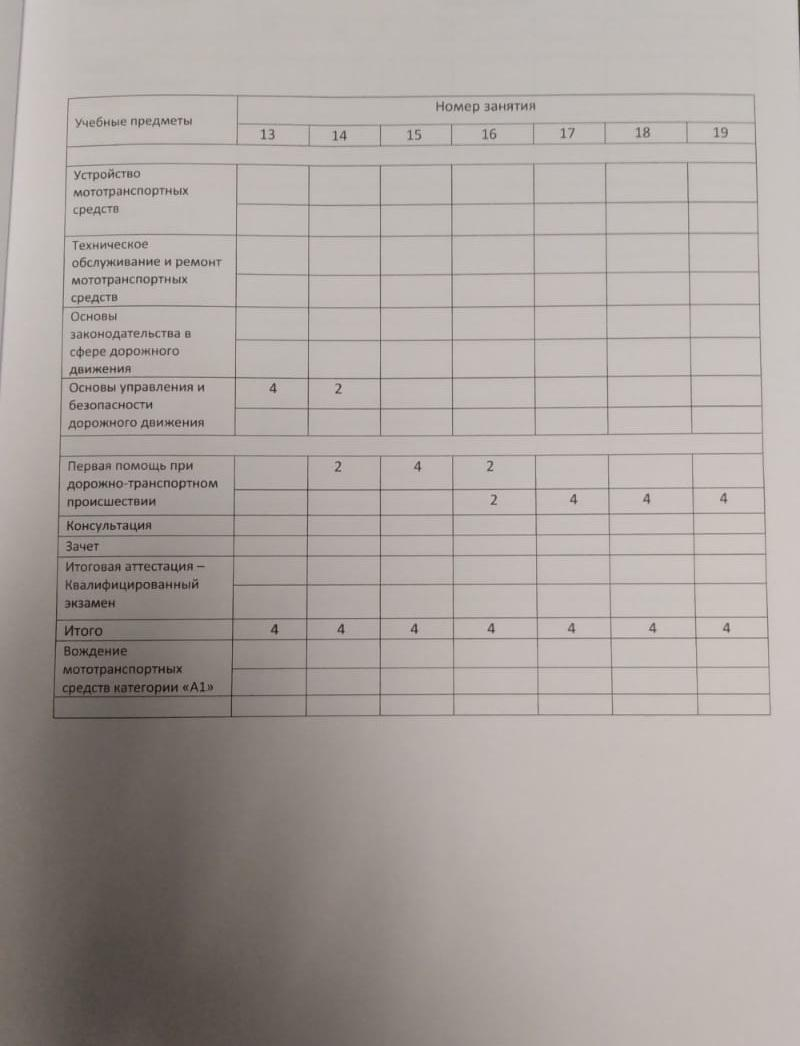 Учебные предметы
Номер занятия
13 14 15 16 17 18 19
Устройство
мототранспортных
средств
Техническое
обслуживание и ремонт
мототранспортных
средств
Основы
законодательства в
сфере дорожного
движения
Основы управления и 4 2
безопасности
дорожного движения
Первая помощь при 2 4 2
дорожно-транспортном
происшествии 2 4 4 4
Консультация
Зачет
Итоговая аттестация –
Квалифицированный
экзамен
Итого 4 4 4 4 4 4 4
Вождение
мототранспортных
средств категории «А1»